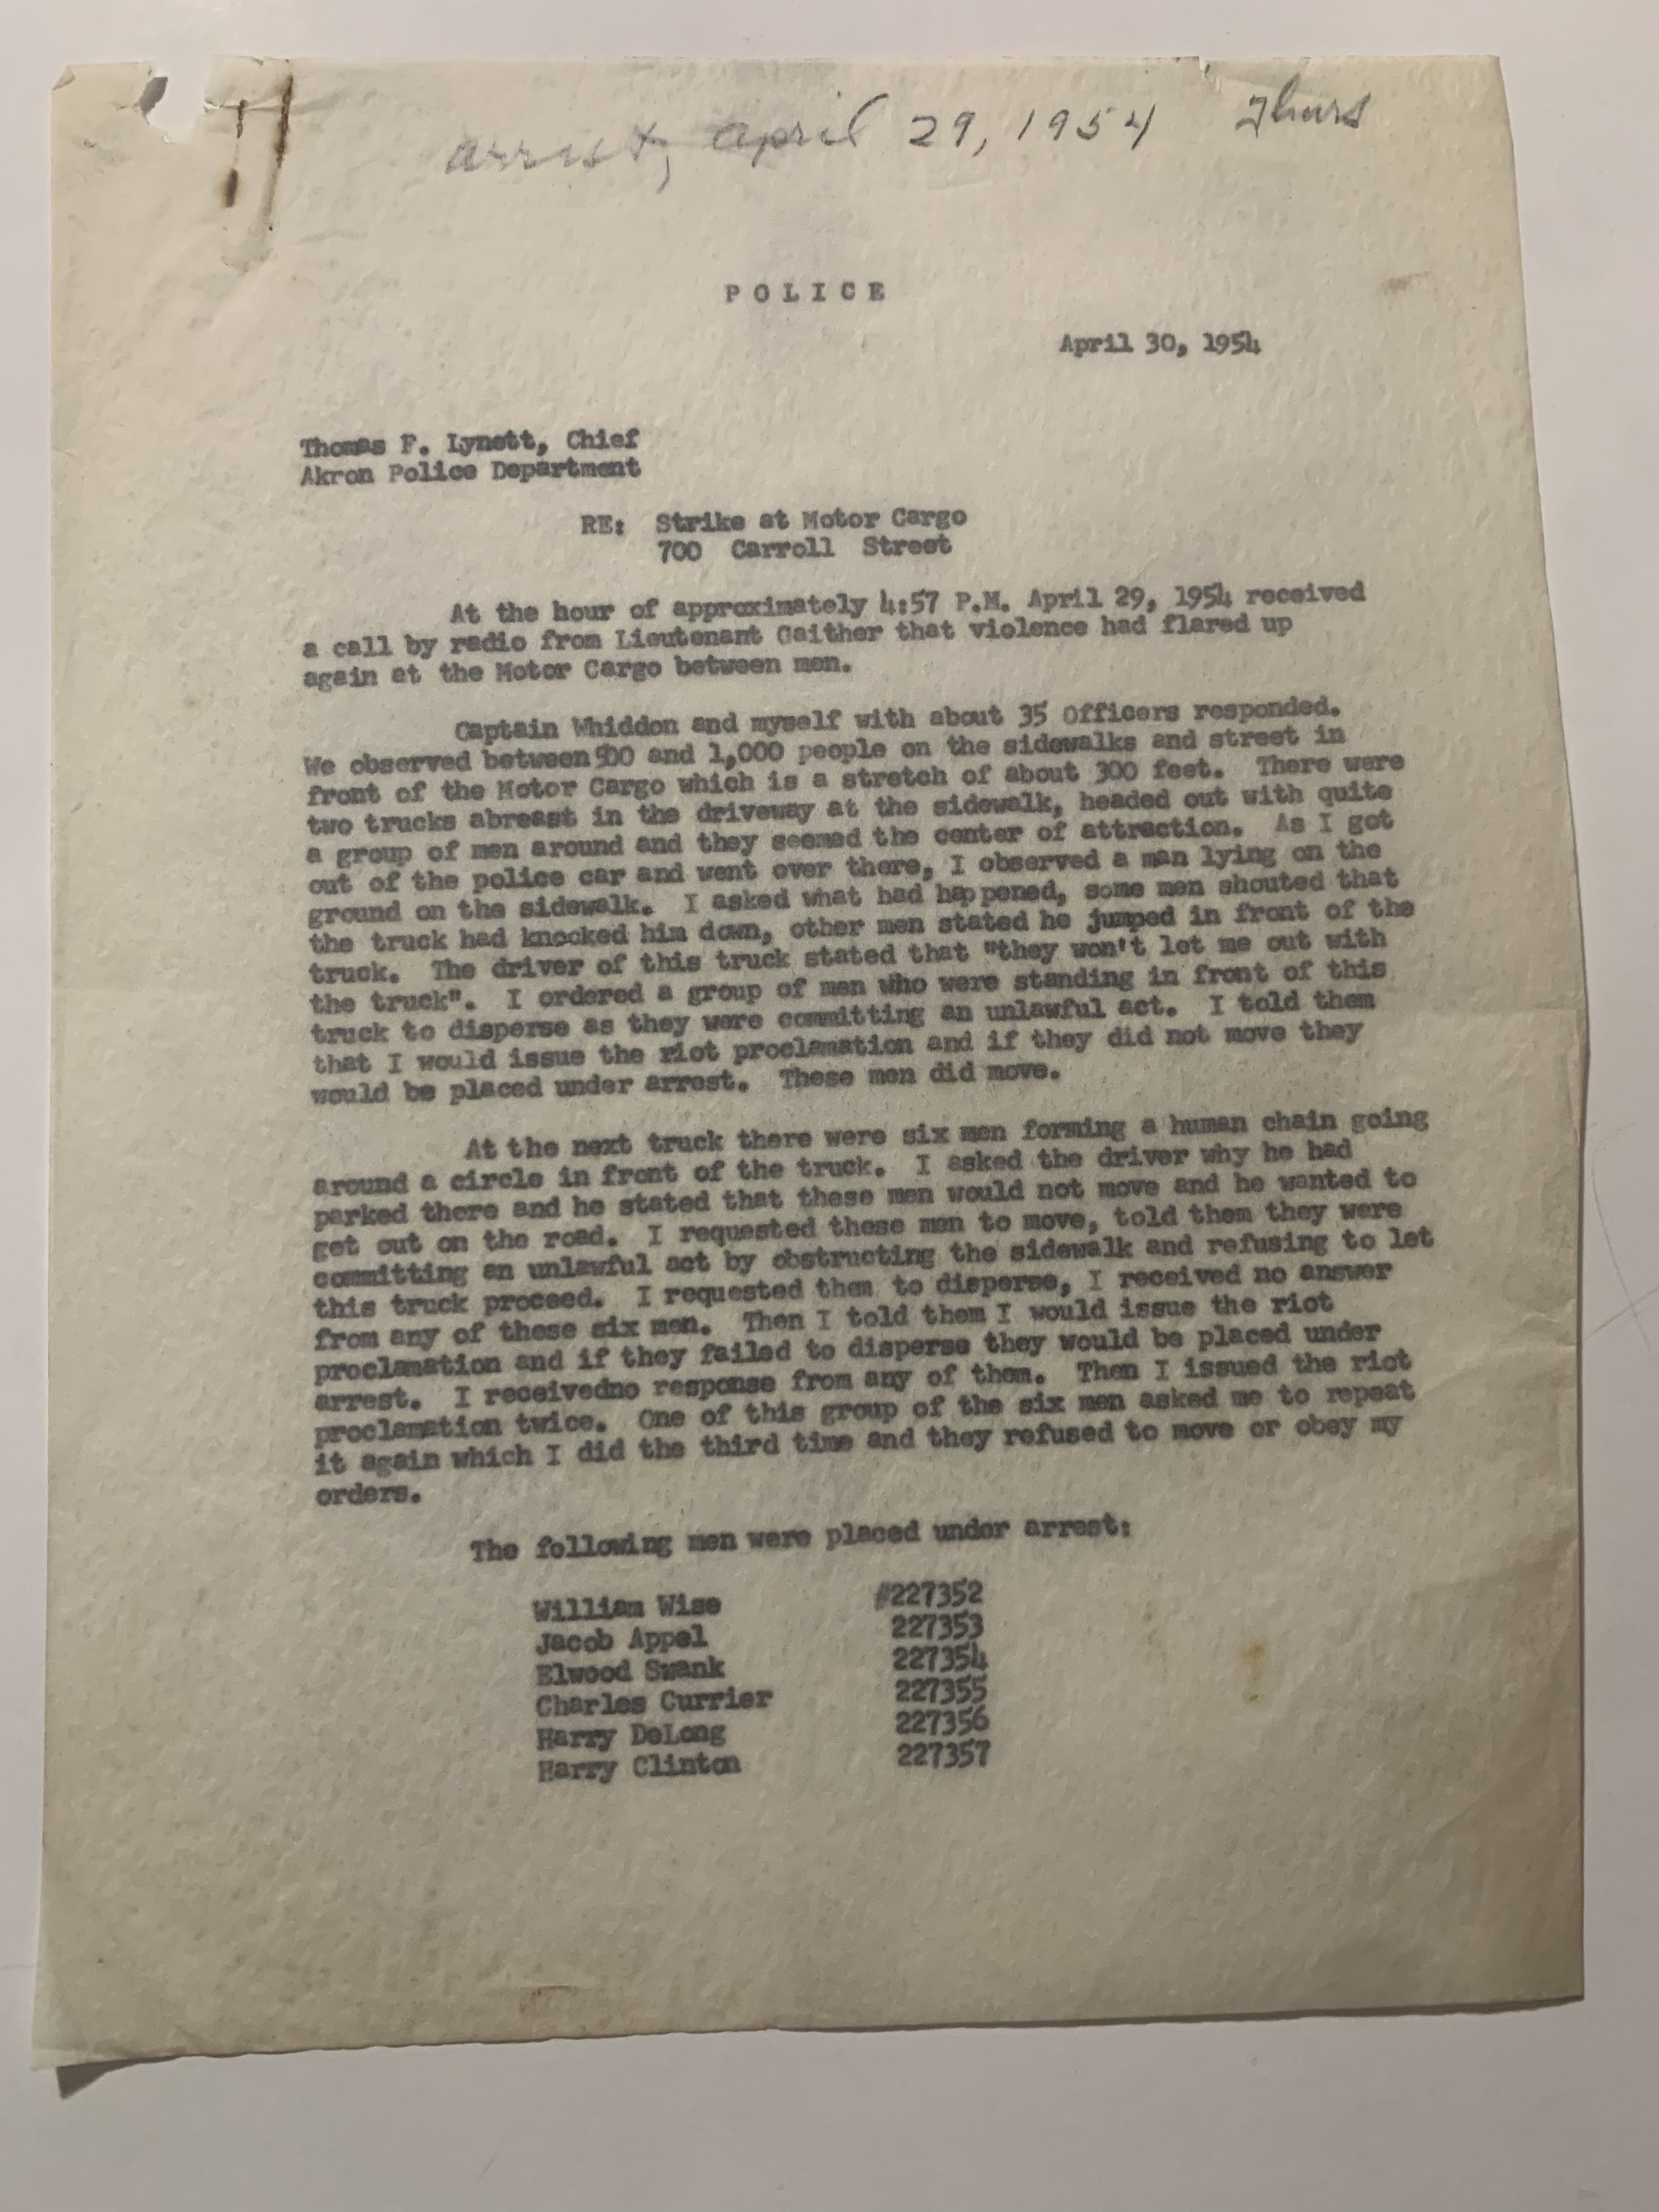 arrest, april 29, 1954 Thurs
POLICE
April 30, 1954
Thomas F. Lynett, Chief
Akron Police Department
RE: Strike at Motor Cargo
700 Carroll Street
At the hour of approximately 4:57 P.M. April 29, 1954 received
a call by radio from Lieutenant Gaither that violence had flared up
again at the Motor Cargo between men.
Captain Whiddon and myself with about 35 Officers responded.
We observed between 500 and 1,000 people on the sidewalks and street in
front of the Motor Cargo which is a stretch of about 300 feet. There were
two trucks abreast in the driveway at the sidewalk, headed out with quite
a group of men around and they seemed the center of attraction. As I got
out of the police car and went over there, I observed a man lying on the
ground on the sidewalk. I asked what had happened, some men shouted that
the truck had knocked him down, other men stated he jumped in front of the
truck. The driver of this truck stated that "they won't let me out with
the truck". I ordered a group of men who were standing in front of this
truck to disperse as they were committing an unlawful act. I told them
that I would issue the riot proclamation and if they did not move they
would be placed under arrest. These men did move.
At the next truck there were six men forming a human chain going
around a circle in front of the truck. I asked the driver why he had
parked there and he stated that these men would not move and he wanted to
get out on the road. I requested these men to move, told them they were
committing an unlawful act by obstructing the sidewalk and refusing to let
this truck proceed. I requested them to disperse, I received no answer
from any of these six men. Then I told them I would issue the riot
proclamation and if they failed to disperse they would be placed under
arrest. I receivedno response from any of them. Then I issued the riot
proclamation twice. One of this group of the six men asked me to repeat
it again which I did the third time and they refused to move or obey my
orders.
The following men were placed under arrest:
William Wise #227352
Jacob Appel 227353
Elwood Swank 227354
Charles Currier 227355
Harry DeLong 227356
Harry Clinton 227357